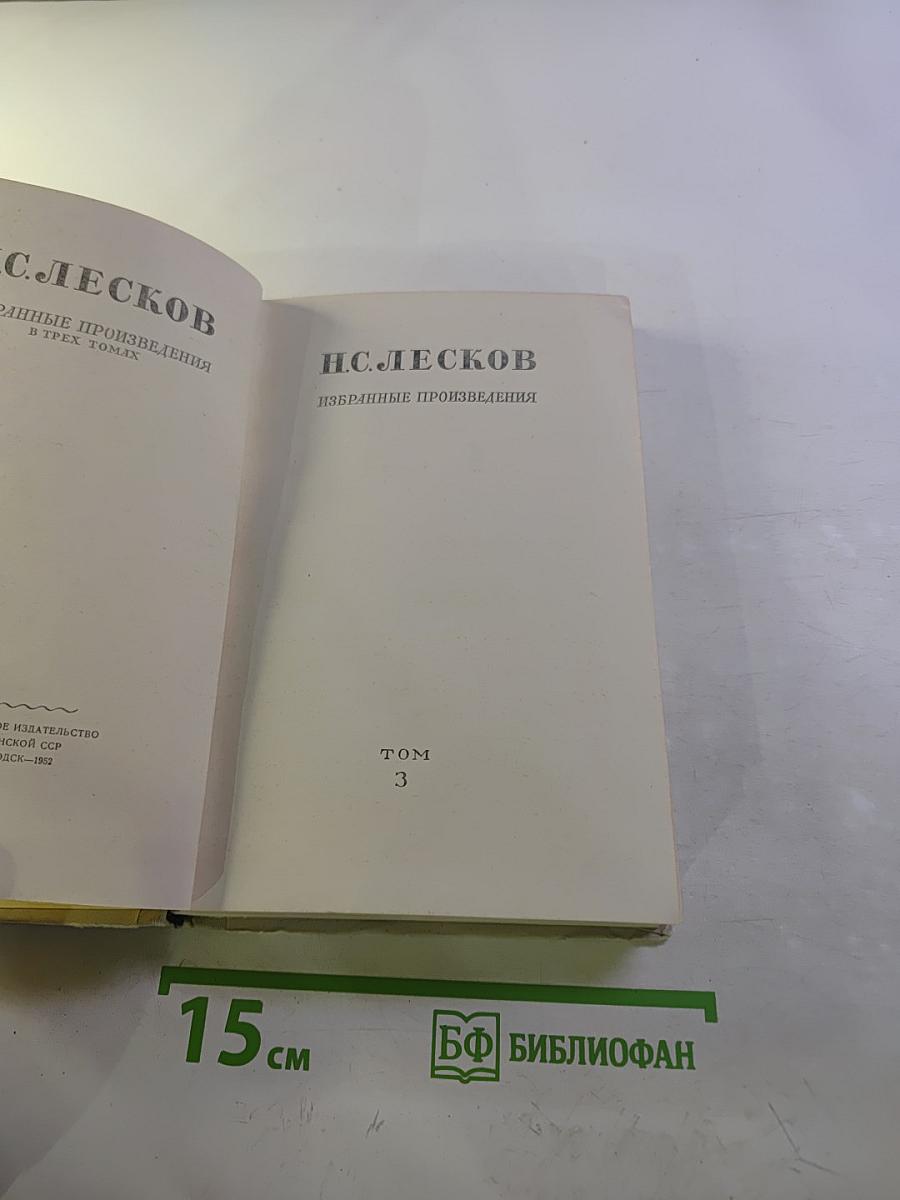 .С.ЛЕСКОВ
РАННЫЕ ПРОИЗВЕДЕНИЯ
В ТРЕХ ТОМАХ
ОЕ ИЗДАТЕЛЬСТВО
НСКОЙ ССР
ОДСК—1952
Н.С.ЛЕСКОВ
ИЗБРАННЫЕ ПРОИЗВЕДЕНИЯ
ТОМ
3
15 см
БФ БИБЛИОФАН